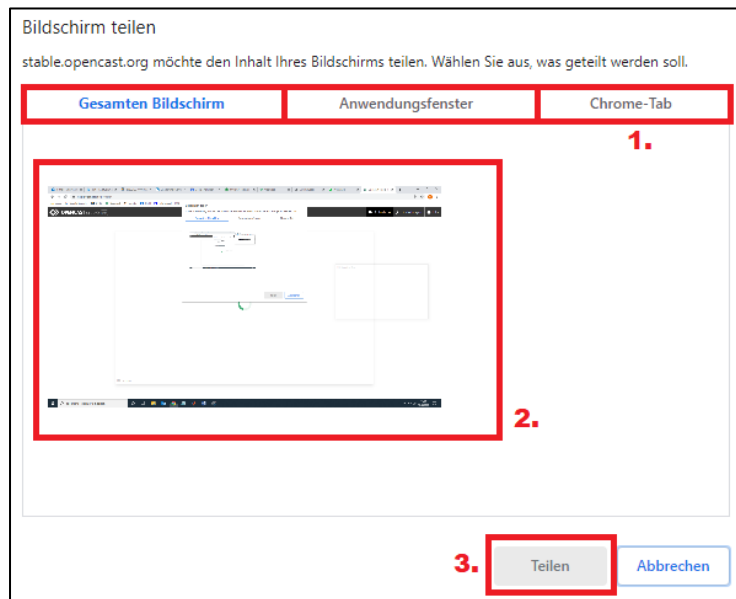 Bildschirm teilen
stable.opencast.org möchte den Inhalt Ihres Bildschirms teilen. Wählen Sie aus, was geteilt werden soll.
Gesamten Bildschirm Anwendungsfenster Chrome-Tab
1.
2.
3. Teilen Abbrechen